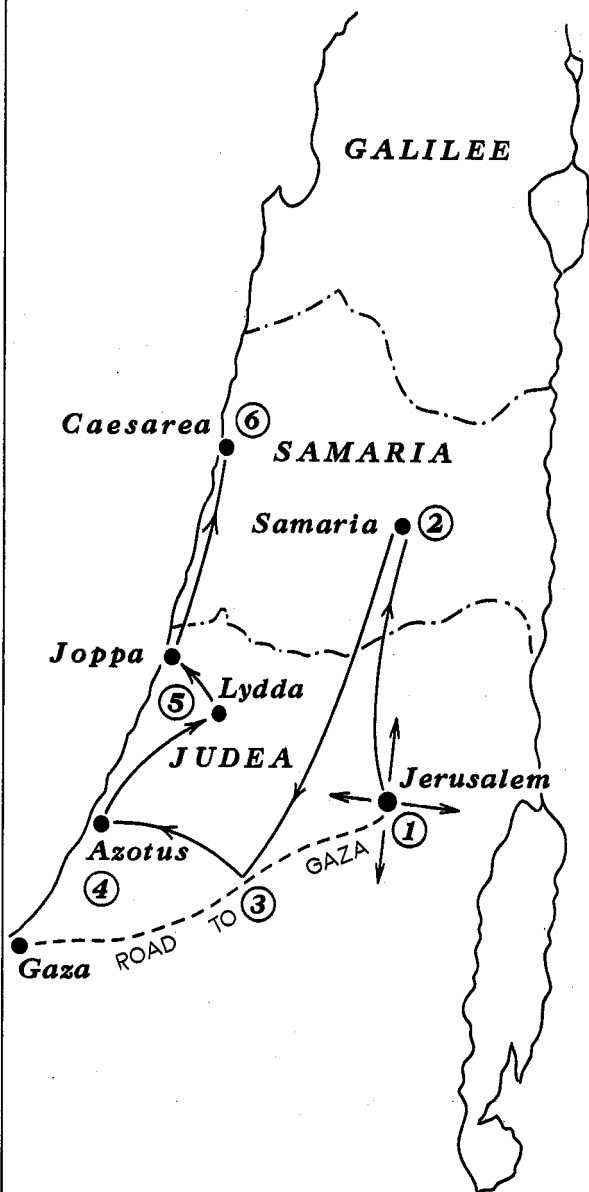 GALILEE
Caesarea
6
SAMARIA
Samaria
2
Joppa
5
Lydda
JUDEA
Jerusalem
1
Azotus
4
3
ROAD TO GAZA
Gaza